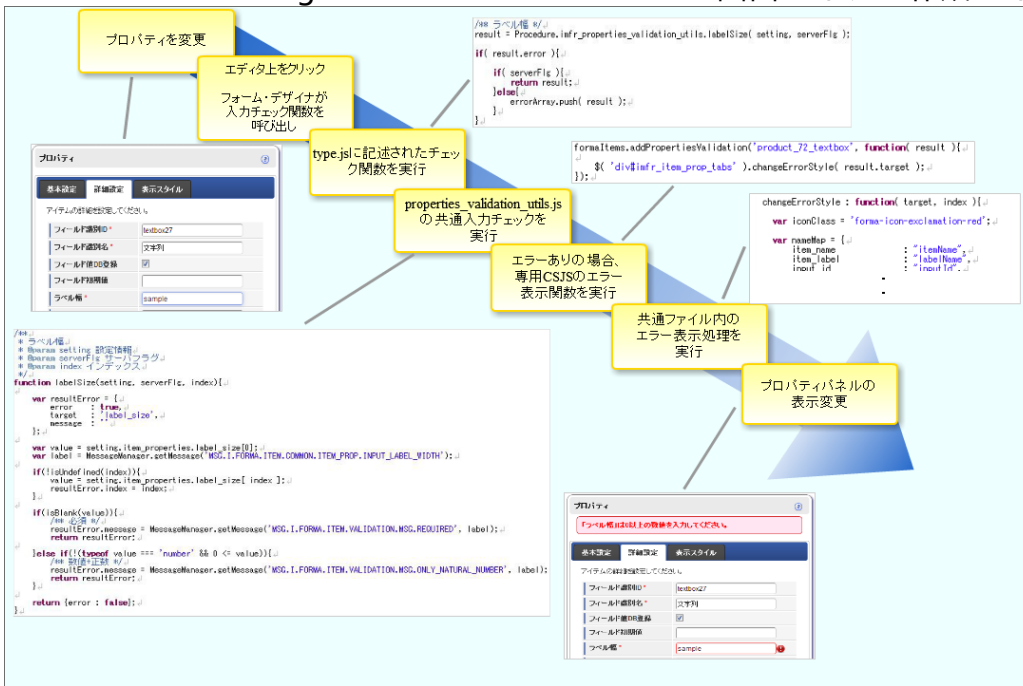 プロパティを変更
エディタ上をクリック
フォーム・デザイナが
入力チェック関数を
呼び出し
type.jsに記述されたチェッ
ク関数を実行
properties_validation_utils.js
の共通入力チェックを
実行
エラーありの場合、
専用CSJSのエラー
表示関数を実行
共通ファイル内の
エラー表示処理を
実行
プロパティパネルの
表示変更
/** ラベル幅 */
result = Procedure.imfr_properties_validation_utils.labelSize( setting, serverFlg );
if( result.error ){
if( serverFlg ){
return result;
}else{
errorArray.push( result );
}
}
formaItems.addPropertiesValidation('product_72_textbox', function( result ){
$( 'div#imfr_item_prop_tabs' ).changeErrorStyle( result.target );
});
changeErrorStyle : function( target, index ){
var iconClass = 'forma-icon-exclamation-red';
var nameMap = {
item_name : "itemName",
item_label : "labelName",
input_id : "inputId",
プロパティ
基本設定 詳細設定 表示スタイル
アイテムの詳細を設定してください。
フィールド識別ID * textbox27
フィールド識別名 * 文字列
フィールド値DB登録
フィールド初期値
ラベル幅 * sample
/**
* ラベル幅
* @param setting 設定情報
* @param serverFlg サーバフラグ
* @param index インデックス
*/
function labelSize(setting, serverFlg, index){
var resultError = {
error : true,
target : 'label_size',
message : ''
};
var value = setting.item_properties.label_size[0];
var label = MessageManager.getMessage('MSG.I.FORMA.ITEM.COMMON.ITEM_PROP.INPUT_LABEL_WIDTH');
if(!isUndefined(index)){
value = setting.item_properties.label_size[ index ];
resultError.index = index;
}
if(isBlank(value)){
/** 必須 */
resultError.message = MessageManager.getMessage('MSG.I.FORMA.ITEM.VALIDATION.MSG.REQUIRED', label);
return resultError;
}else if(!(typeof value === 'number' && 0 <= value)){
/** 数値+正数 */
resultError.message = MessageManager.getMessage('MSG.I.FORMA.ITEM.VALIDATION.MSG.ONLY_NATURAL_NUMBER', label);
return resultError;
}
return {error : false};
}
プロパティ
「ラベル幅」は0以上の数値を入力してください。
基本設定 詳細設定 表示スタイル
アイテムの詳細を設定してください。
フィールド識別ID * textbox27
フィールド識別名 * 文字列
フィールド値DB登録
フィールド初期値
ラベル幅 * sample